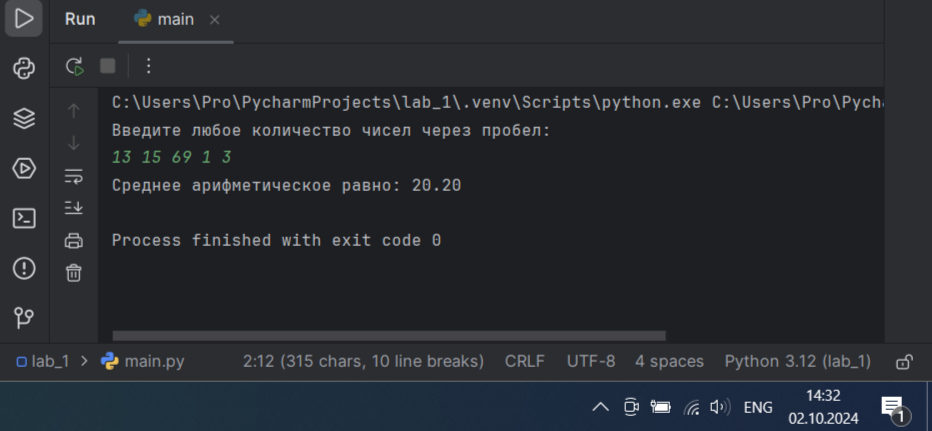 Run main
C:\Users\Pro\PycharmProjects\lab_1\.venv\Scripts\python.exe C:\Users\Pro\Pycha
Введите любое количество чисел через пробел:
13 15 69 1 3
Среднее арифметическое равно: 20.20
Process finished with exit code 0
lab_1 > main.py 2:12 (315 chars, 10 line breaks) CRLF UTF-8 4 spaces Python 3.12 (lab_1)
14:32
ENG
02.10.2024
1